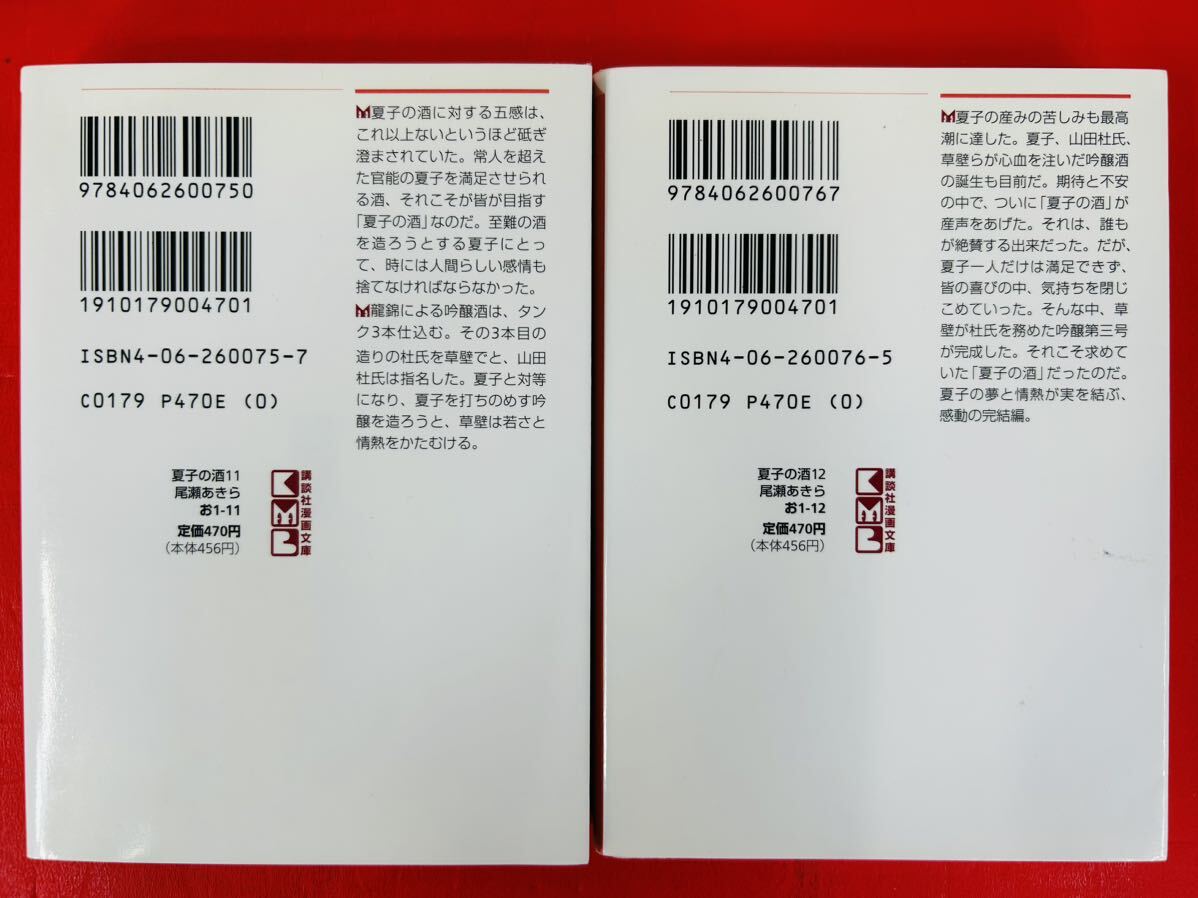 9784062600750
1910179004701
ISBN4-06-260075-7
C0179 P470E (0)
夏子の酒に対する五感は、
これ以上ないというほど砥ぎ
澄まされていた。常人を超え
た官能の夏子を満足させられ
る酒、それこそが皆が目指す
「夏子の酒」なのだ。至難の酒
を造ろうとする夏子にとっ
て、時には人間らしい感情も
捨てなければならなかった。
龍錦による吟醸酒は、タン
ク3本仕込む。その3本目の
造りの杜氏を草壁でと、山田
杜氏は指名した。夏子と対等
になり、夏子を打ちのめす吟
醸を造ろうと、草壁は若さと
情熱をかたむける。
夏子の酒11
尾瀬あきら
お1-11
定価470円
(本体456円)
KMB
講談社漫画文庫
9784062600767
1910179004701
ISBN4-06-260076-5
C0179 P470E (0)
夏子の産みの苦しみも最高
潮に達した。夏子、山田杜氏、
草壁らが心血を注いだ吟醸酒
の誕生も目前だ。期待と不安
の中で、ついに「夏子の酒」が
産声をあげた。それは、誰も
が絶賛する出来だった。だが、
夏子一人だけは満足できず、
皆の喜びの中、気持ちを閉じ
こめていった。そんな中、草
壁が杜氏を務めた吟醸第三号
が完成した。それこそ求めて
いた「夏子の酒」だったのだ。
夏子の夢と情熱が実を結ぶ、
感動の完結編。
夏子の酒12
尾瀬あきら
お1-12
定価470円
(本体456円)
KMB
講談社漫画文庫